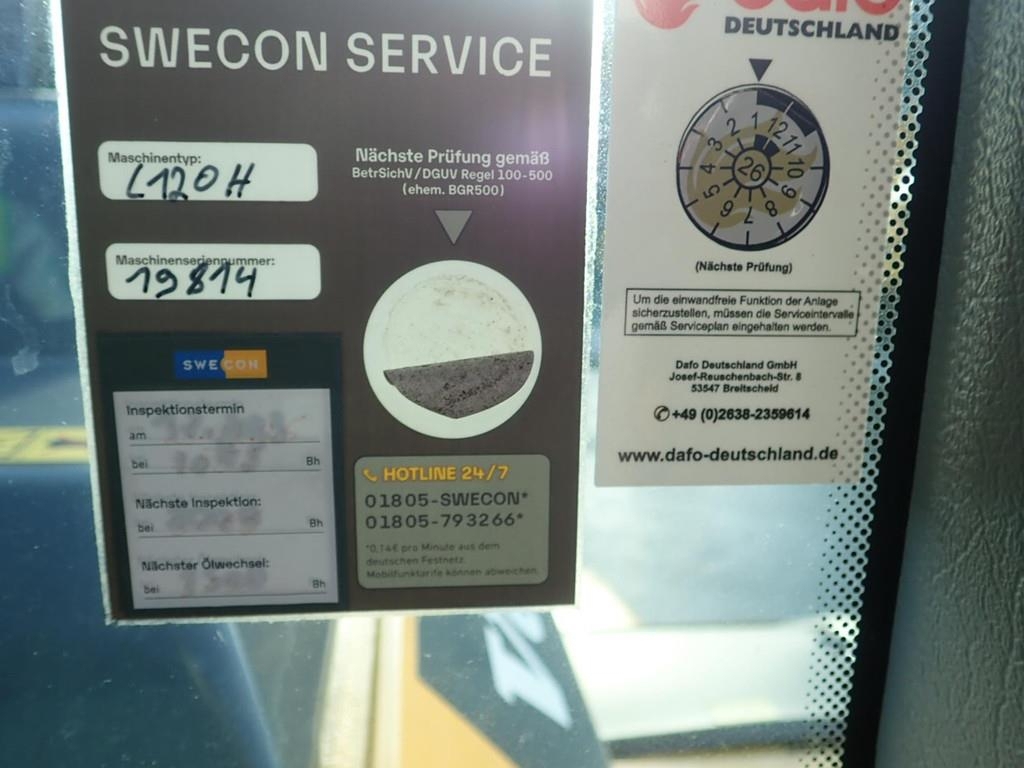 SWECON SERVICE
Maschinentyp:
L120H
Maschinenseriennummer:
19814
Nächste Prüfung gemäß
BetrSichV/DGUV Regel 100-500
(ehem. BGR500)
SWECON
Inspektionstermin
am
bei Bh
Nächste Inspektion:
bei Bh
Nächster Ölwechsel:
bei Bh
HOTLINE 24/7
01805-SWECON*
01805-793266*
*0,14€ pro Minute aus dem
deutschen Festnetz.
Mobilfunktarife können abweichen.
DEUTSCHLAND
1 2 3 4 5 6 7 8 9 10 11 12
26
(Nächste Prüfung)
Um die einwandfreie Funktion der Anlage
sicherzustellen, müssen die Serviceintervalle
gemäß Serviceplan eingehalten werden.
Dafo Deutschland GmbH
Josef-Reuschenbach-Str. 8
53547 Breitscheid
✆+49 (0)2638-2359614
www.dafo-deutschland.de